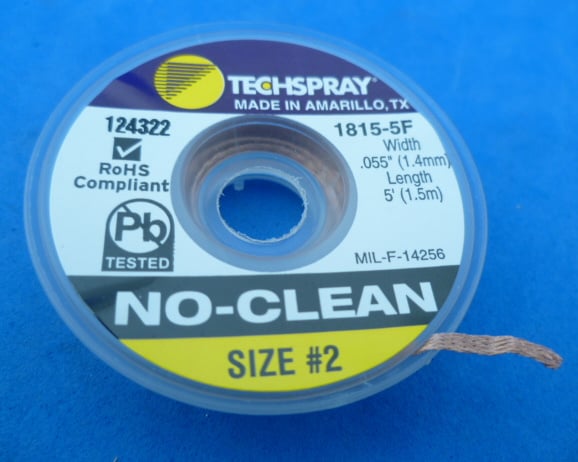 TECHSPRAY®
MADE IN AMARILLO, TX
124322
RoHS
Compliant
Pb
TESTED
1815-5F
Width
.055" (1.4mm)
Length
5' (1.5m)
MIL-F-14256
NO-CLEAN
SIZE #2